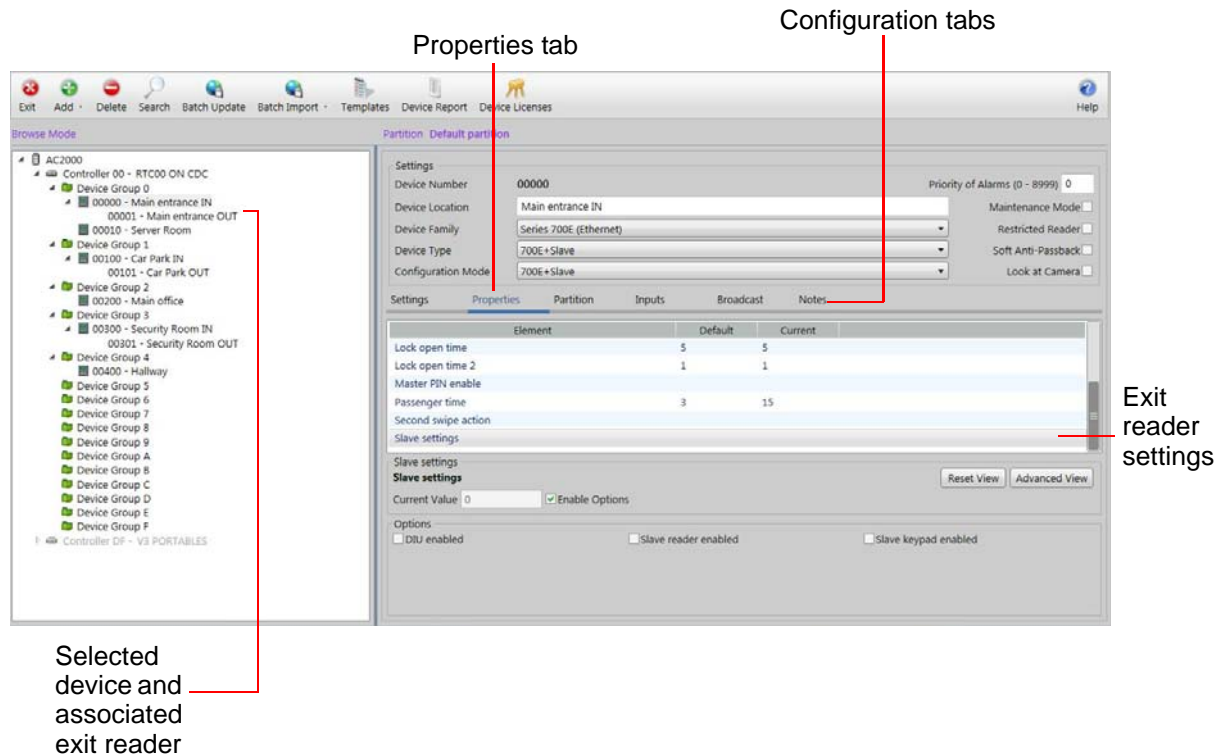 Configuration tabs
Properties tab
Exit Add Delete Search Batch Update Batch Import Templates Device Report Device Licenses Help
Browse Mode Partition Default partition
AC2000
Controller 00 - RTC00 ON CDC
Device Group 0
00000 - Main entrance IN
00001 - Main entrance OUT
00010 - Server Room
Device Group 1
00100 - Car Park IN
00101 - Car Park OUT
Device Group 2
00200 - Main office
Device Group 3
00300 - Security Room IN
00301 - Security Room OUT
Device Group 4
00400 - Hallway
Device Group 5
Device Group 6
Device Group 7
Device Group 8
Device Group 9
Device Group A
Device Group B
Device Group C
Device Group D
Device Group E
Device Group F
Controller DF - V3 PORTABLES
Settings
Device Number 00000 Priority of Alarms (0 - 8999) 0
Device Location Main entrance IN Maintenance Mode
Device Family Series 700E (Ethernet) Restricted Reader
Device Type 700E+Slave Soft Anti-Passback
Configuration Mode 700E+Slave Look at Camera
Settings Properties Partition Inputs Broadcast Notes
Element Default Current
Lock open time 5 5
Lock open time 2 1 1
Master PIN enable
Passenger time 3 15
Second swipe action
Slave settings
Slave settings
Slave settings Reset View Advanced View
Current Value 0 Enable Options
Options
DIU enabled Slave reader enabled Slave keypad enabled
Exit
reader
settings
Selected
device and
associated
exit reader